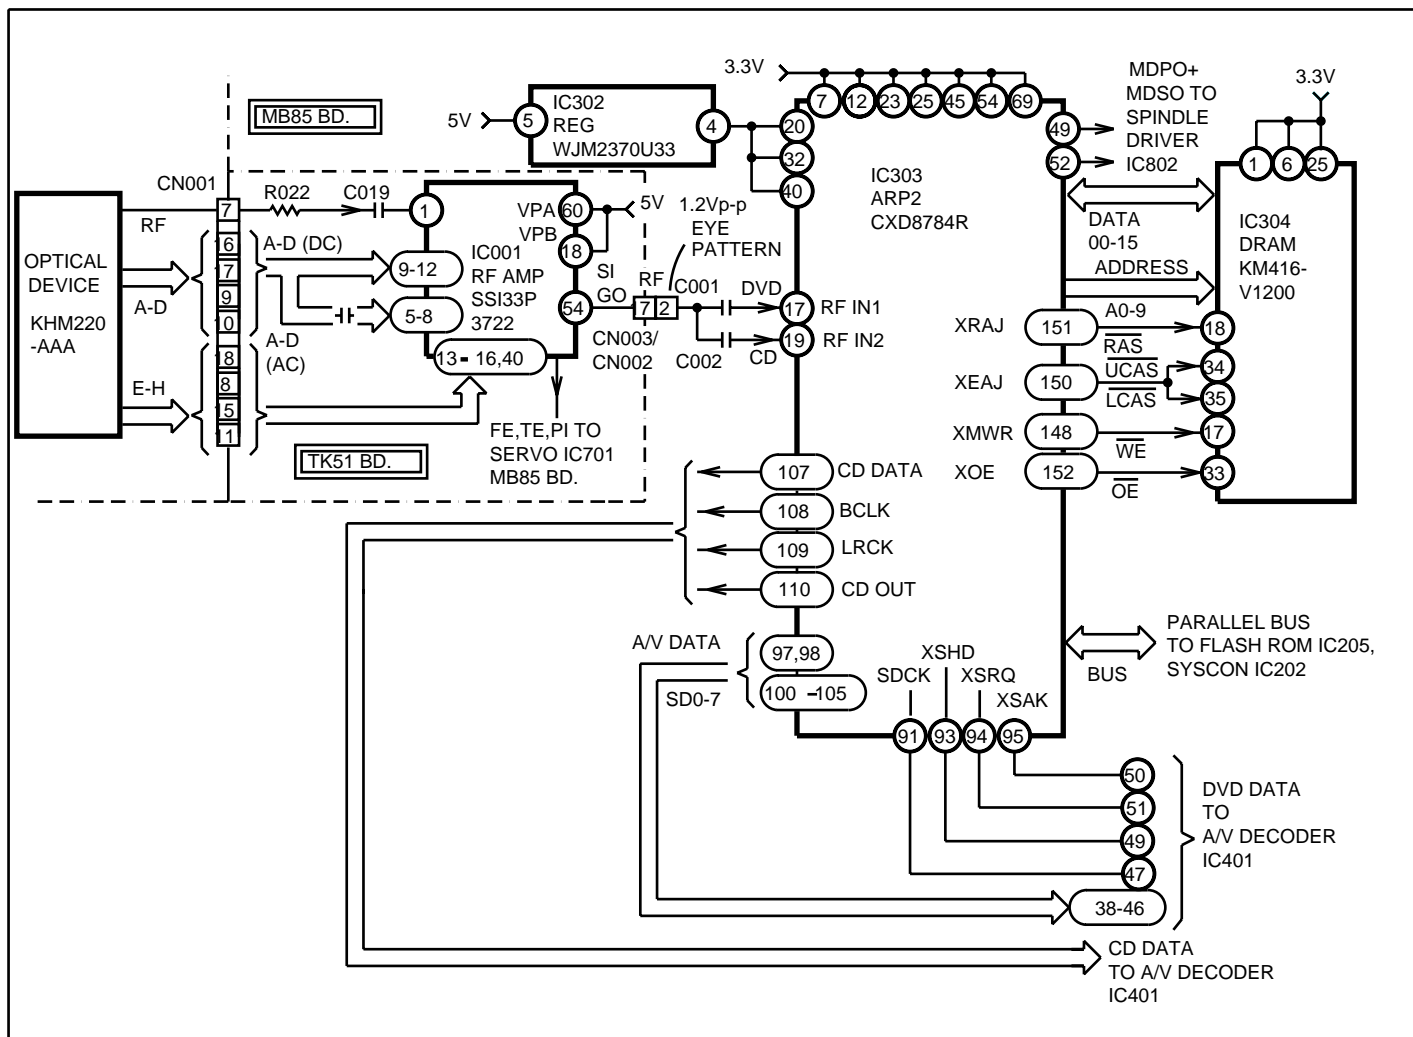 MB85 BD.
5V
5
IC302
REG
WJM2370U33
4
3.3V
7 12 23 25 45 54 69
20
32
40
49
52
MDPO+
MDSO TO
SPINDLE
DRIVER
IC802
3.3V
1 6 25
IC303
ARP2
CXD8784R
DATA
00-15
ADDRESS
A0-9
IC304
DRAM
KM416-
V1200
OPTICAL
DEVICE
KHM220
-AAA
RF
A-D
E-H
CN001
7
16
17
9
10
18
8
15
11
R022
C019
1
A-D (DC)
A-D
(AC)
9-12
5-8
13-16,40
IC001
RF AMP
SSI33P
3722
VPA
VPB
60
18
54
5V
SI
GO
RF
7 2
CN003/
CN002
1.2Vp-p
EYE
PATTERN
C001
C002
DVD
CD
17
19
RF IN1
RF IN2
FE,TE,PI TO
SERVO IC701
MB85 BD.
TK51 BD.
XRAJ
151
RAS
18
XEAJ
150
UCAS
LCAS
34
35
XMWR
148
WE
17
XOE
152
OE
33
107
CD DATA
108
BCLK
109
LRCK
110
CD OUT
A/V DATA
SD0-7
97,98
100 -105
SDCK
XSHD
XSRQ
XSAK
91 93 94 95
BUS
PARALLEL BUS
TO FLASH ROM IC205,
SYSCON IC202
50
51
49
47
38-46
DVD DATA
TO
A/V DECODER
IC401
CD DATA
TO A/V DECODER
IC401